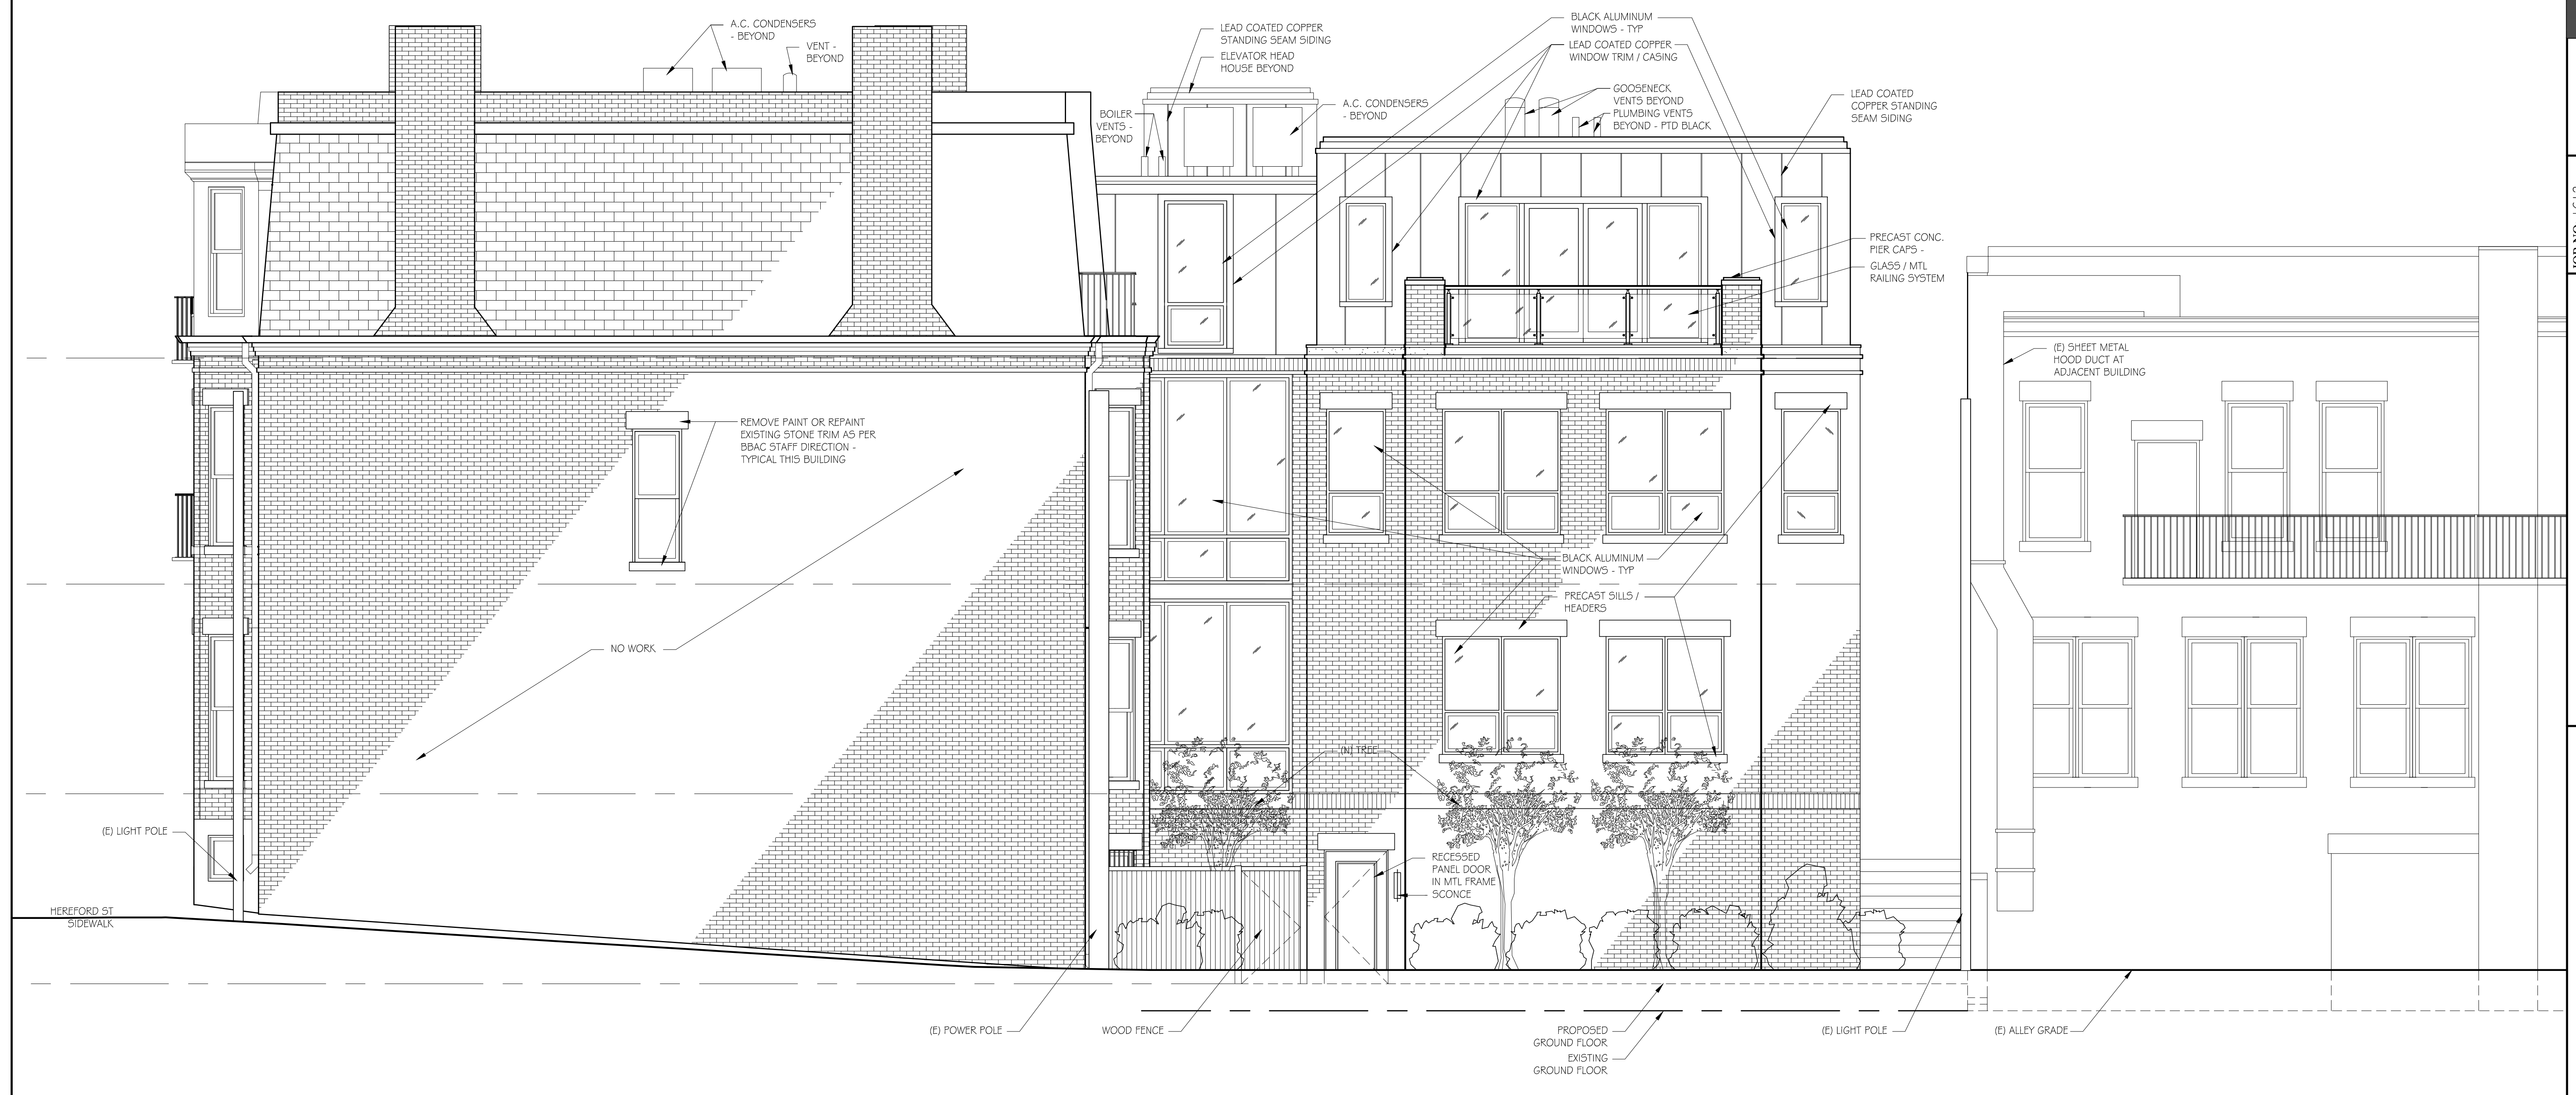 A.C. CONDENSERS
- BEYOND
VENT -
BEYOND
LEAD COATED COPPER
STANDING SEAM SIDING
ELEVATOR HEAD
HOUSE BEYOND
BOILER
VENTS -
BEYOND
A.C. CONDENSERS
- BEYOND
BLACK ALUMINUM
WINDOWS - TYP
LEAD COATED COPPER
WINDOW TRIM / CASING
GOOSENECK
VENTS BEYOND
PLUMBING VENTS
BEYOND - PTD BLACK
LEAD COATED
COPPER STANDING
SEAM SIDING
PRECAST CONC.
PIER CAPS -
GLASS / MTL
RAILING SYSTEM
(E) SHEET METAL
HOOD DUCT AT
ADJACENT BUILDING
REMOVE PAINT OR REPAINT
EXISTING STONE TRIM AS PER
BBAC STAFF DIRECTION -
TYPICAL THIS BUILDING
BLACK ALUMINUM
WINDOWS - TYP
PRECAST SILLS /
HEADERS
NO WORK
(N) TREE
(E) LIGHT POLE
RECESSED
PANEL DOOR
IN MTL FRAME
SCONCE
HEREFORD ST
SIDEWALK
(E) POWER POLE
WOOD FENCE
PROPOSED
GROUND FLOOR
EXISTING
GROUND FLOOR
(E) LIGHT POLE
(E) ALLEY GRADE